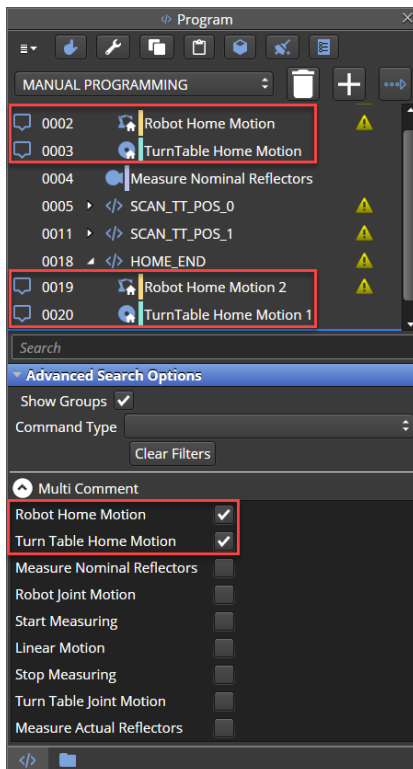 </> Program
MANUAL PROGRAMMING
0002 Robot Home Motion
0003 TurnTable Home Motion
0004 Measure Nominal Reflectors
0005 </> SCAN_TT_POS_0
0011 </> SCAN_TT_POS_1
0018 </> HOME_END
0019 Robot Home Motion 2
0020 TurnTable Home Motion 1
Search
Advanced Search Options
Show Groups
Command Type
Clear Filters
Multi Comment
Robot Home Motion
Turn Table Home Motion
Measure Nominal Reflectors
Robot Joint Motion
Start Measuring
Linear Motion
Stop Measuring
Turn Table Joint Motion
Measure Actual Reflectors
</>